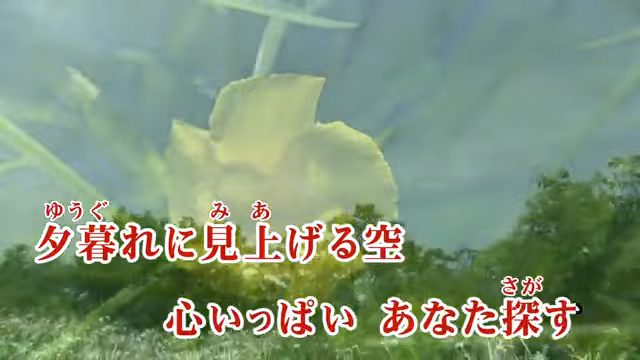 ゆうぐ み あ
夕暮れに見上げる空
さが
心いっぱい あなた探す